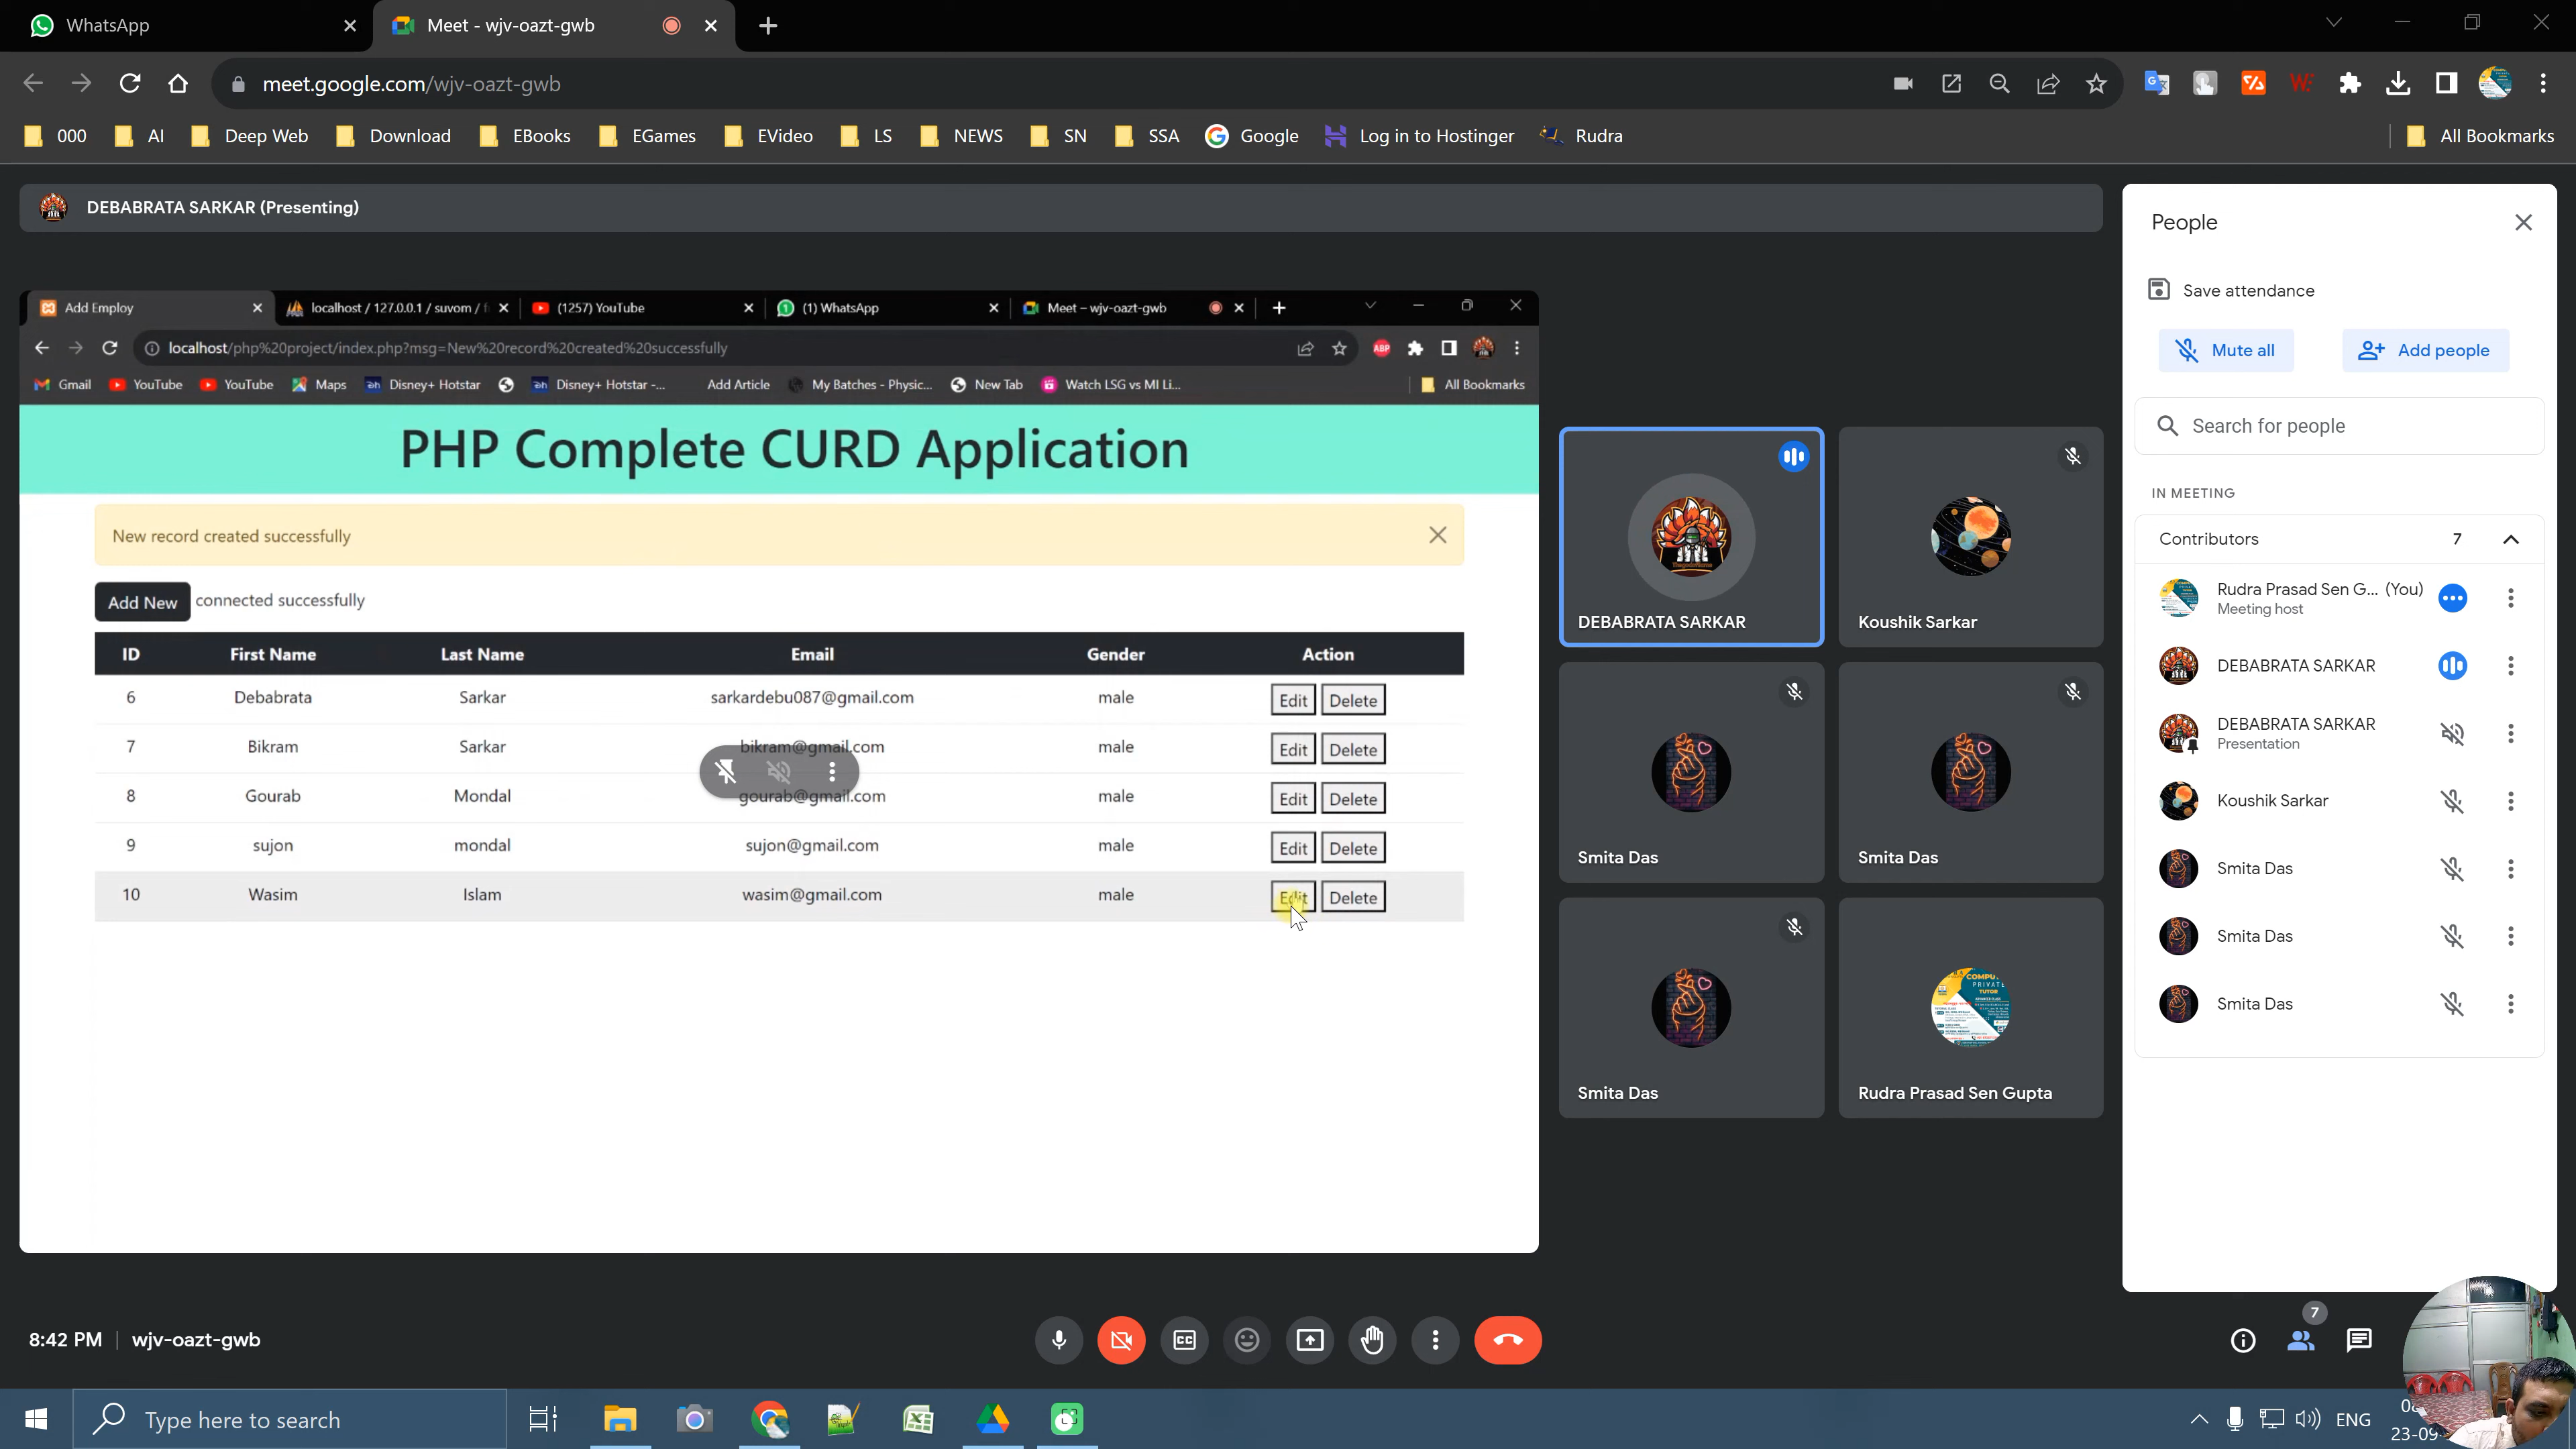 WhatsApp
Meet - wjv-oazt-gwb
meet.google.com/wjv-oazt-gwb
000 AI Deep Web Download EBooks EGames EVideo LS NEWS SN SSA Google Log in to Hostinger Rudra All Bookmarks
DEBABRATA SARKAR (Presenting)
Add Employ localhost / 127.0.0.1 / suvom / (1257) YouTube (1) WhatsApp Meet – wjv-oazt-gwb
localhost/php%20project/index.php?msg=New%20record%20created%20successfully
Gmail YouTube YouTube Maps Disney+ Hotstar Disney+ Hotstar -... Add Article My Batches - Physic... New Tab Watch LSG vs MI Li... All Bookmarks
PHP Complete CURD Application
New record created successfully
Add New connected successfully
ID First Name Last Name Email Gender Action
6 Debabrata Sarkar sarkardebu087@gmail.com male Edit Delete
7 Bikram Sarkar bikram@gmail.com male Edit Delete
8 Gourab Mondal gourab@gmail.com male Edit Delete
9 sujon mondal sujon@gmail.com male Edit Delete
10 Wasim Islam wasim@gmail.com male Edit Delete
DEBABRATA SARKAR
Koushik Sarkar
Smita Das
Smita Das
Smita Das
Rudra Prasad Sen Gupta
People
Save attendance
Mute all
Add people
Search for people
IN MEETING
Contributors 7
Rudra Prasad Sen G... (You)
Meeting host
DEBABRATA SARKAR
DEBABRATA SARKAR
Presentation
Koushik Sarkar
Smita Das
Smita Das
Smita Das
8:42 PM | wjv-oazt-gwb
7
Type here to search
ENG
23-09